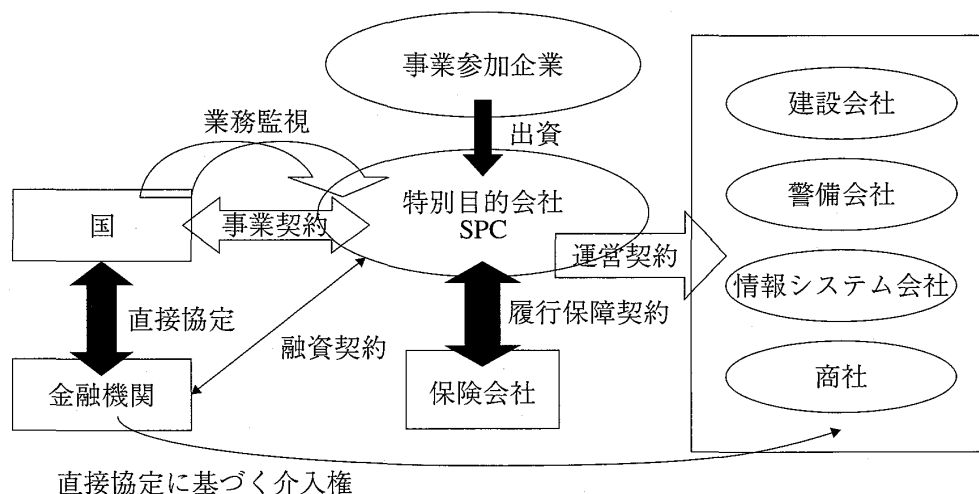 事業参加企業
建設会社
業務監視
出資
警備会社
特別目的会社
SPC
国
事業契約
運営契約
情報システム会社
直接協定
履行保障契約
融資契約
商社
金融機関
保険会社
直接協定に基づく介入権